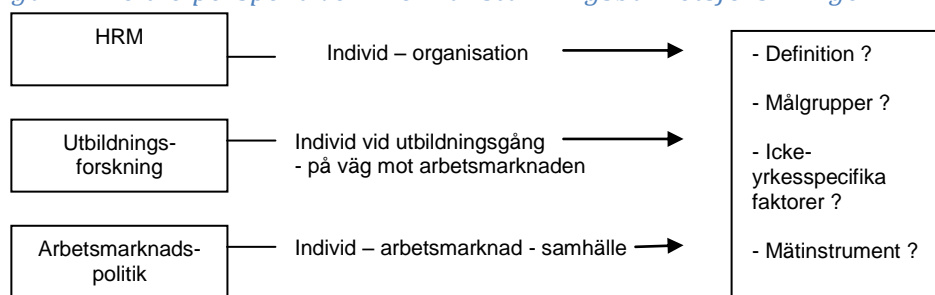 HRM
Individ – organisation
Utbildnings-
forskning
Individ vid utbildningsgång
- på väg mot arbetsmarknaden
Arbetsmarknads-
politik
Individ – arbetsmarknad - samhälle
- Definition ?
- Målgrupper ?
- Icke-
yrkesspecifika
faktorer ?
- Mätinstrument ?